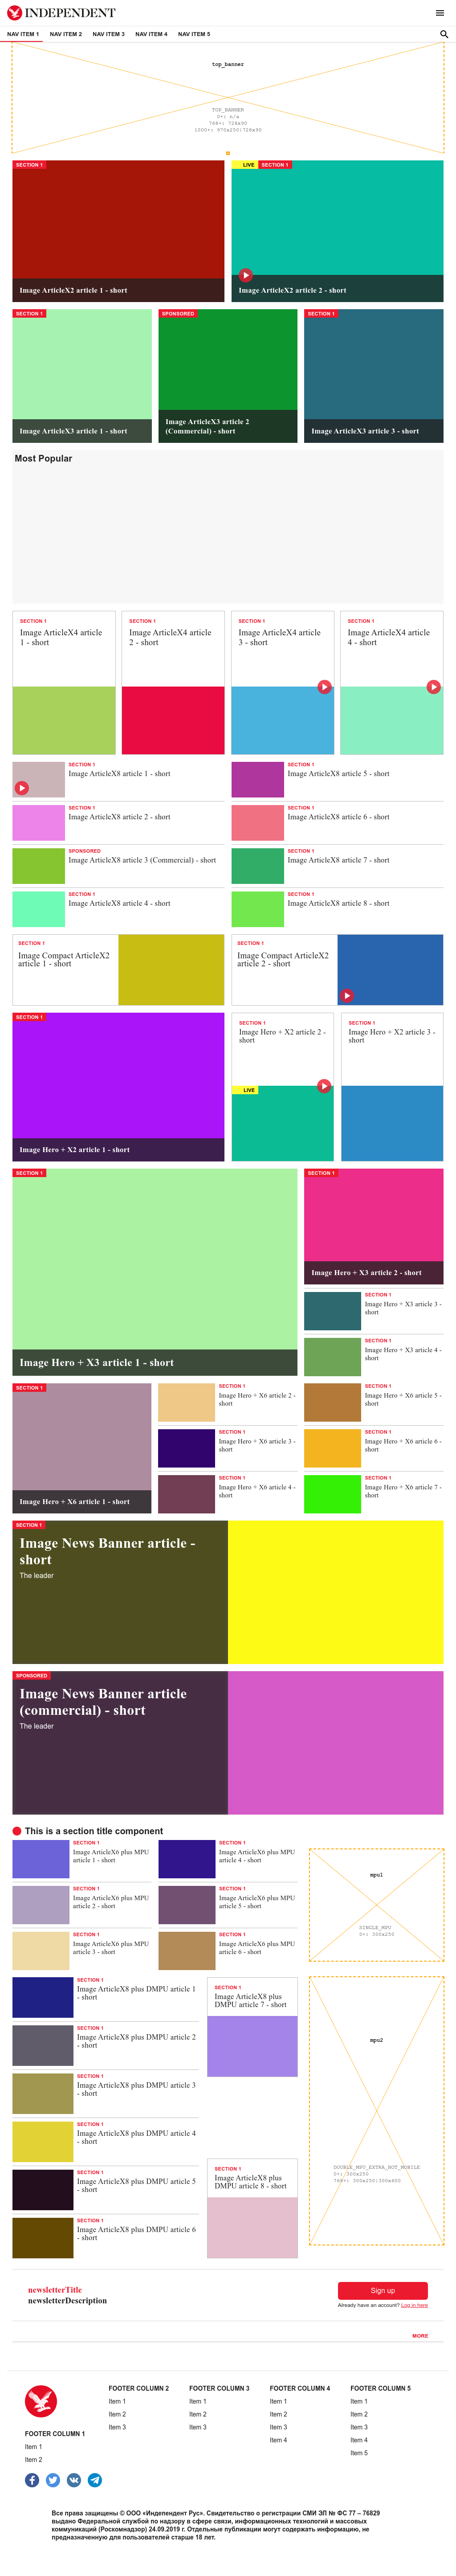 INDEPENDENT
NAV ITEM 1 NAV ITEM 2 NAV ITEM 3 NAV ITEM 4 NAV ITEM 5
top_banner
TOP_BANNER
0+: n/a
768+: 728x90
1000+: 970x250;728x90
SECTION 1
Image ArticleX2 article 1 - short
LIVE SECTION 1
Image ArticleX2 article 2 - short
SECTION 1
Image ArticleX3 article 1 - short
SPONSORED
Image ArticleX3 article 2
(Commercial) - short
SECTION 1
Image ArticleX3 article 3 - short
Most Popular
SECTION 1
Image ArticleX4 article
1 - short
SECTION 1
Image ArticleX4 article
2 - short
SECTION 1
Image ArticleX4 article
3 - short
SECTION 1
Image ArticleX4 article
4 - short
SECTION 1
Image ArticleX8 article 1 - short
SECTION 1
Image ArticleX8 article 2 - short
SPONSORED
Image ArticleX8 article 3 (Commercial) - short
SECTION 1
Image ArticleX8 article 4 - short
SECTION 1
Image ArticleX8 article 5 - short
SECTION 1
Image ArticleX8 article 6 - short
SECTION 1
Image ArticleX8 article 7 - short
SECTION 1
Image ArticleX8 article 8 - short
SECTION 1
Image Compact ArticleX2
article 1 - short
SECTION 1
Image Compact ArticleX2
article 2 - short
SECTION 1
Image Hero + X2 article 1 - short
SECTION 1
Image Hero + X2 article 2 -
short
LIVE
SECTION 1
Image Hero + X2 article 3 -
short
SECTION 1
Image Hero + X3 article 1 - short
SECTION 1
Image Hero + X3 article 2 - short
SECTION 1
Image Hero + X3 article 3 -
short
SECTION 1
Image Hero + X3 article 4 -
short
SECTION 1
Image Hero + X6 article 1 - short
SECTION 1
Image Hero + X6 article 2 -
short
SECTION 1
Image Hero + X6 article 3 -
short
SECTION 1
Image Hero + X6 article 4 -
short
SECTION 1
Image Hero + X6 article 5 -
short
SECTION 1
Image Hero + X6 article 6 -
short
SECTION 1
Image Hero + X6 article 7 -
short
SECTION 1
Image News Banner article -
short
The leader
SPONSORED
Image News Banner article
(commercial) - short
The leader
This is a section title component
SECTION 1
Image ArticleX6 plus MPU
article 1 - short
SECTION 1
Image ArticleX6 plus MPU
article 2 - short
SECTION 1
Image ArticleX6 plus MPU
article 3 - short
SECTION 1
Image ArticleX6 plus MPU
article 4 - short
SECTION 1
Image ArticleX6 plus MPU
article 5 - short
SECTION 1
Image ArticleX6 plus MPU
article 6 - short
mpu1
SINGLE_MPU
0+: 300x250
SECTION 1
Image ArticleX8 plus DMPU article 1
- short
SECTION 1
Image ArticleX8 plus DMPU article 2
- short
SECTION 1
Image ArticleX8 plus DMPU article 3
- short
SECTION 1
Image ArticleX8 plus DMPU article 4
- short
SECTION 1
Image ArticleX8 plus DMPU article 5
- short
SECTION 1
Image ArticleX8 plus DMPU article 6
- short
SECTION 1
Image ArticleX8 plus
DMPU article 7 - short
SECTION 1
Image ArticleX8 plus
DMPU article 8 - short
mpu2
DOUBLE_MPU_EXTRA_NOT_MOBILE
0+: 300x250
768+: 300x250;300x600
newsletterTitle
newsletterDescription
Sign up
Already have an account? Log in here
MORE
FOOTER COLUMN 1
Item 1
Item 2
FOOTER COLUMN 2
Item 1
Item 2
Item 3
FOOTER COLUMN 3
Item 1
Item 2
Item 3
FOOTER COLUMN 4
Item 1
Item 2
Item 3
Item 4
FOOTER COLUMN 5
Item 1
Item 2
Item 3
Item 4
Item 5
Все права защищены © ООО «Индепендент Рус». Свидетельство о регистрации СМИ ЭЛ № ФС 77 – 76829
выдано Федеральной службой по надзору в сфере связи, информационных технологий и массовых
коммуникаций (Роскомнадзор) 24.09.2019 г. Отдельные публикации могут содержать информацию, не
предназначенную для пользователей старше 18 лет.